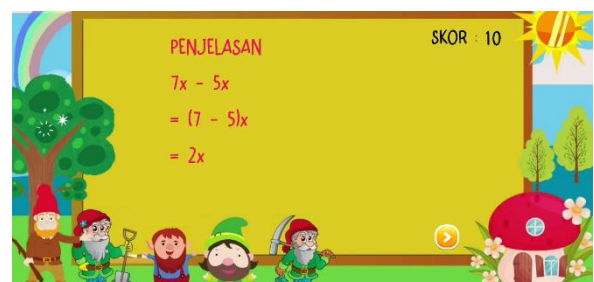 PENJELASAN
SKOR : 10
7x - 5x
= (7 - 5)x
= 2x